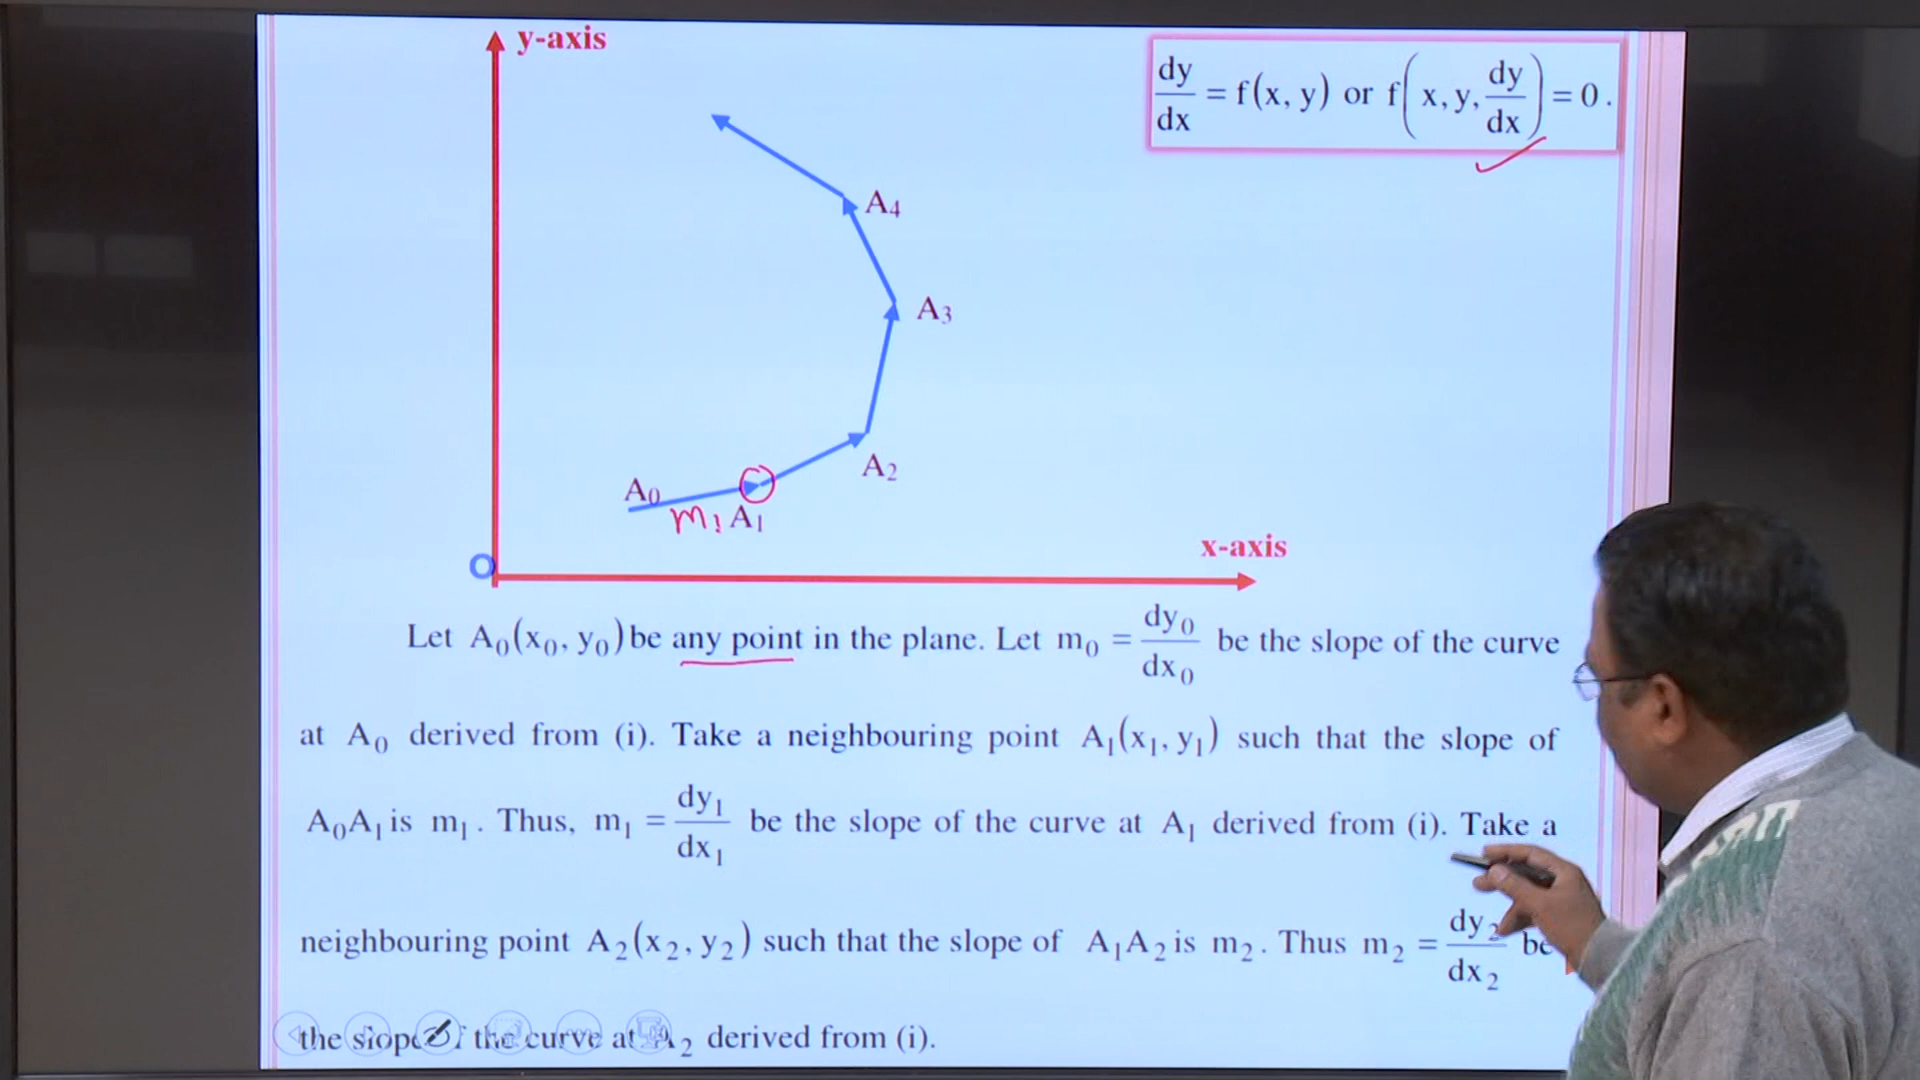 y-axis
dy/dx = f(x, y) or f(x, y, dy/dx) = 0.
A4
A3
A2
A0
m1 A1
x-axis
O
Let A0(x0, y0) be any point in the plane. Let m0 = dy0/dx0 be the slope of the curve
at A0 derived from (i). Take a neighbouring point A1(x1, y1) such that the slope of
A0A1 is m1. Thus, m1 = dy1/dx1 be the slope of the curve at A1 derived from (i). Take a
neighbouring point A2(x2, y2) such that the slope of A1A2 is m2. Thus m2 = dy2/dx2 be
the slope of the curve at A2 derived from (i).